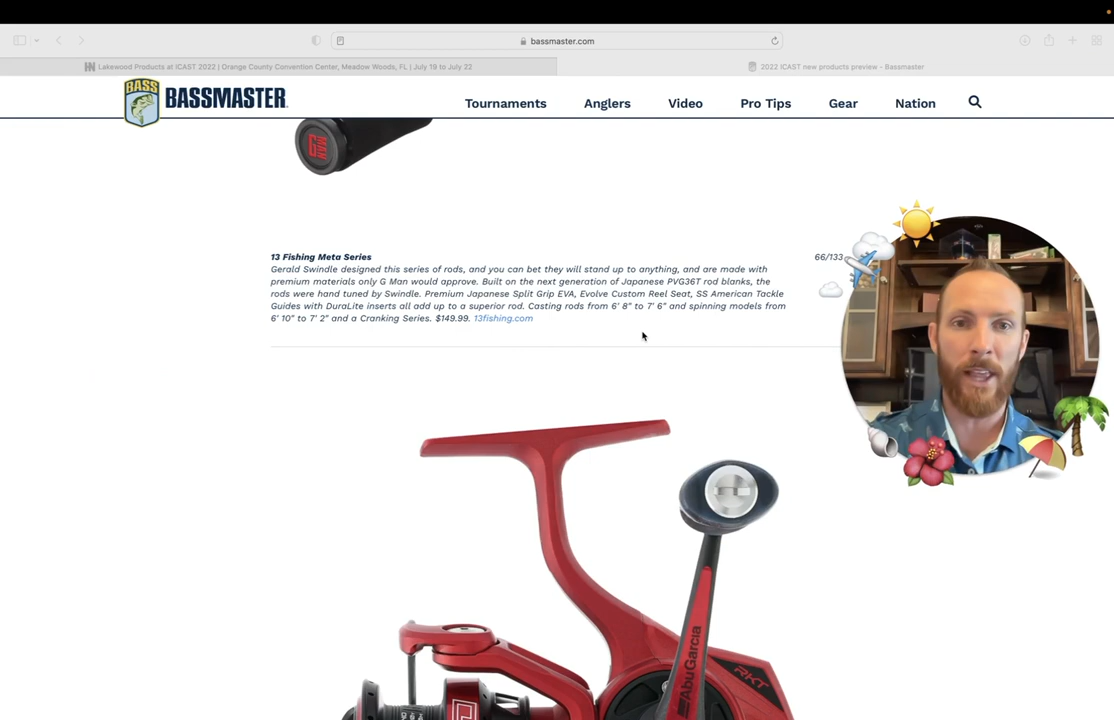 bassmaster.com
Lakewood Products at ICAST 2022 | Orange County Convention Center, Meadow Woods, FL | July 19 to July 22
2022 ICAST new products preview - Bassmaster
BASS
BASSMASTER
Tournaments Anglers Video Pro Tips Gear Nation
G MAN
13 Fishing Meta Series
66/133
Gerald Swindle designed this series of rods, and you can bet they will stand up to anything, and are made with
premium materials only G Man would approve. Built on the next generation of Japanese PVG36T rod blanks, the
rods were hand tuned by Swindle. Premium Japanese Split Grip EVA, Evolve Custom Reel Seat, SS American Tackle
Guides with DuraLite inserts all add up to a superior rod. Casting rods from 6' 8" to 7' 6" and spinning models from
6' 10" to 7' 2" and a Cranking Series. $149.99. 13fishing.com
AbuGarcia
RKT